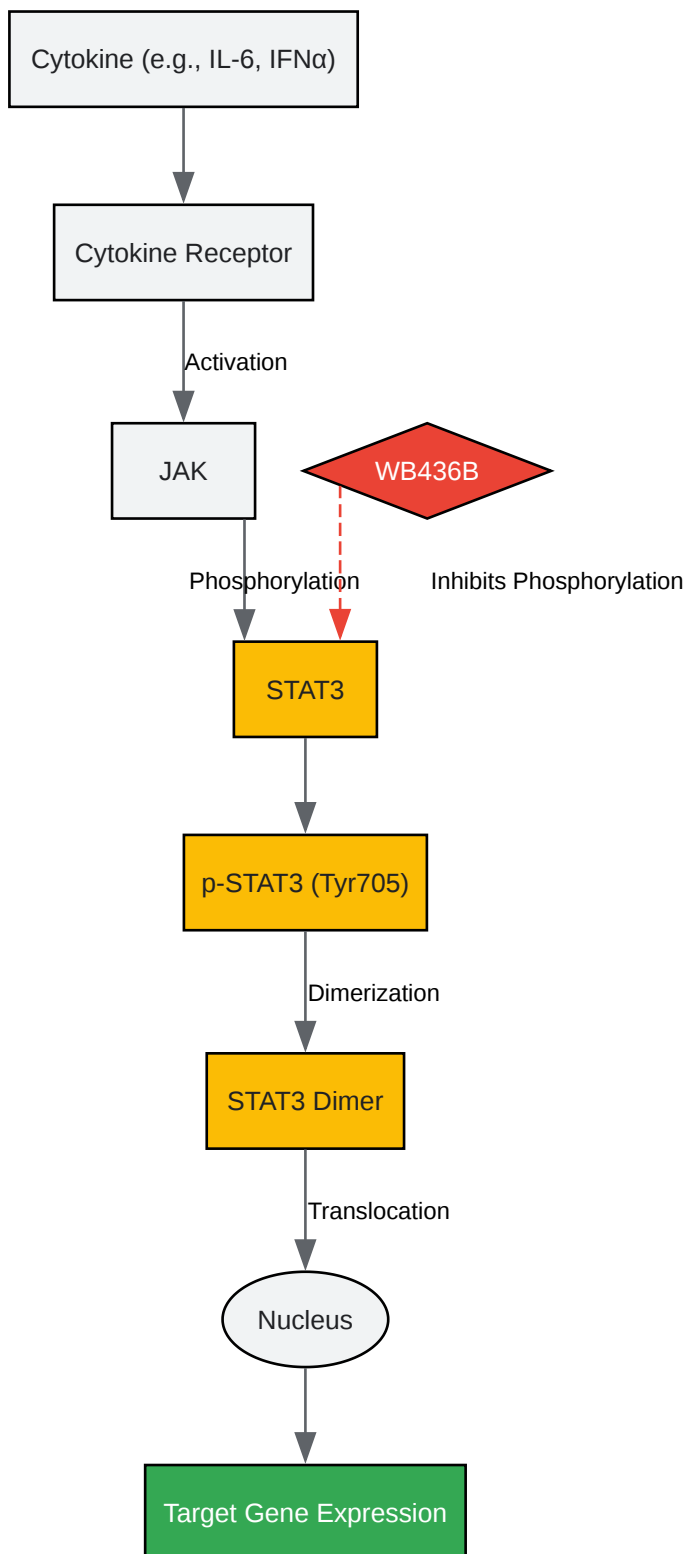 Cytokine (e.g., IL-6, IFNα)
Cytokine Receptor
Activation
JAK
WB436B
Phosphorylation
Inhibits Phosphorylation
STAT3
p-STAT3 (Tyr705)
Dimerization
STAT3 Dimer
Translocation
Nucleus
Target Gene Expression